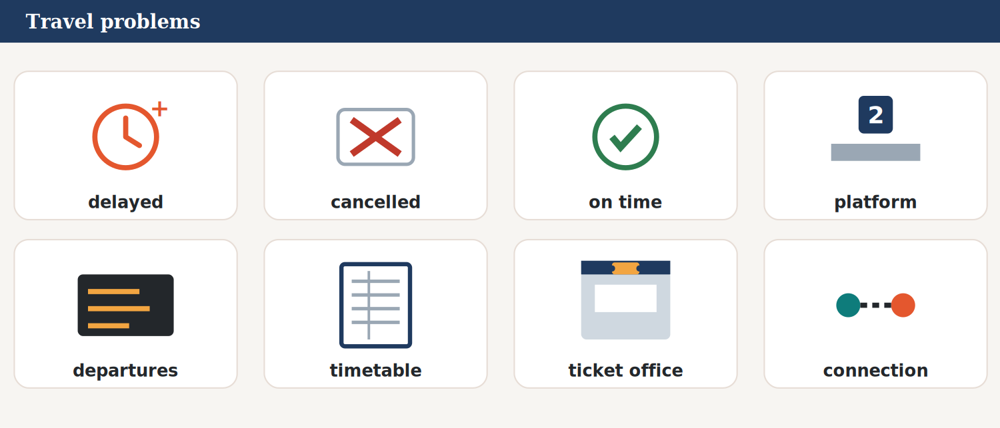 Travel problems
2
delayed
cancelled
on time
platform
departures
timetable
ticket office
connection